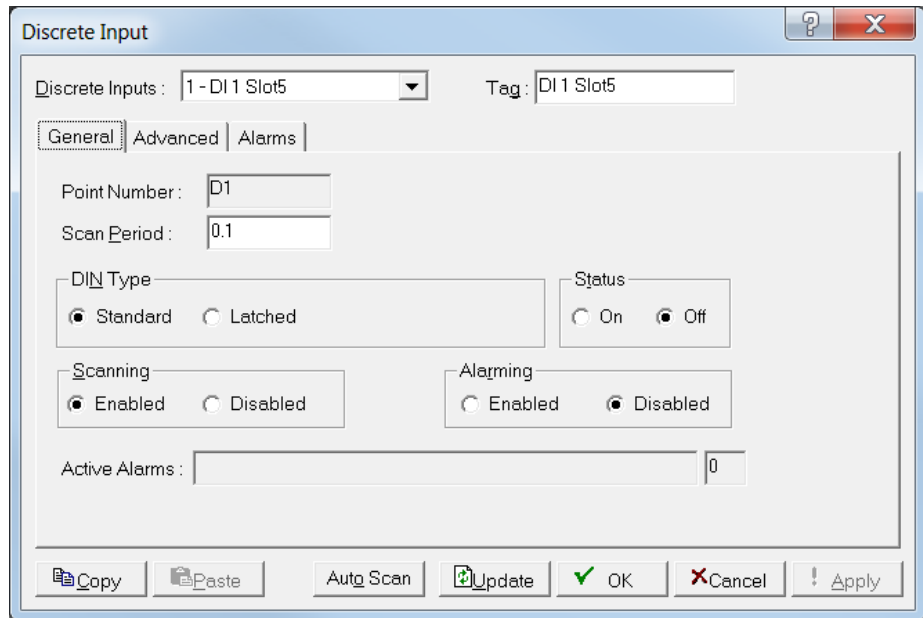 Discrete Input
Discrete Inputs : 1 - DI 1 Slot5 Tag : DI 1 Slot5
General Advanced Alarms
Point Number : D1
Scan Period : 0.1
DIN Type Status
Standard Latched On Off
Scanning Alarming
Enabled Disabled Enabled Disabled
Active Alarms : 0
Copy Paste Auto Scan Update OK Cancel Apply